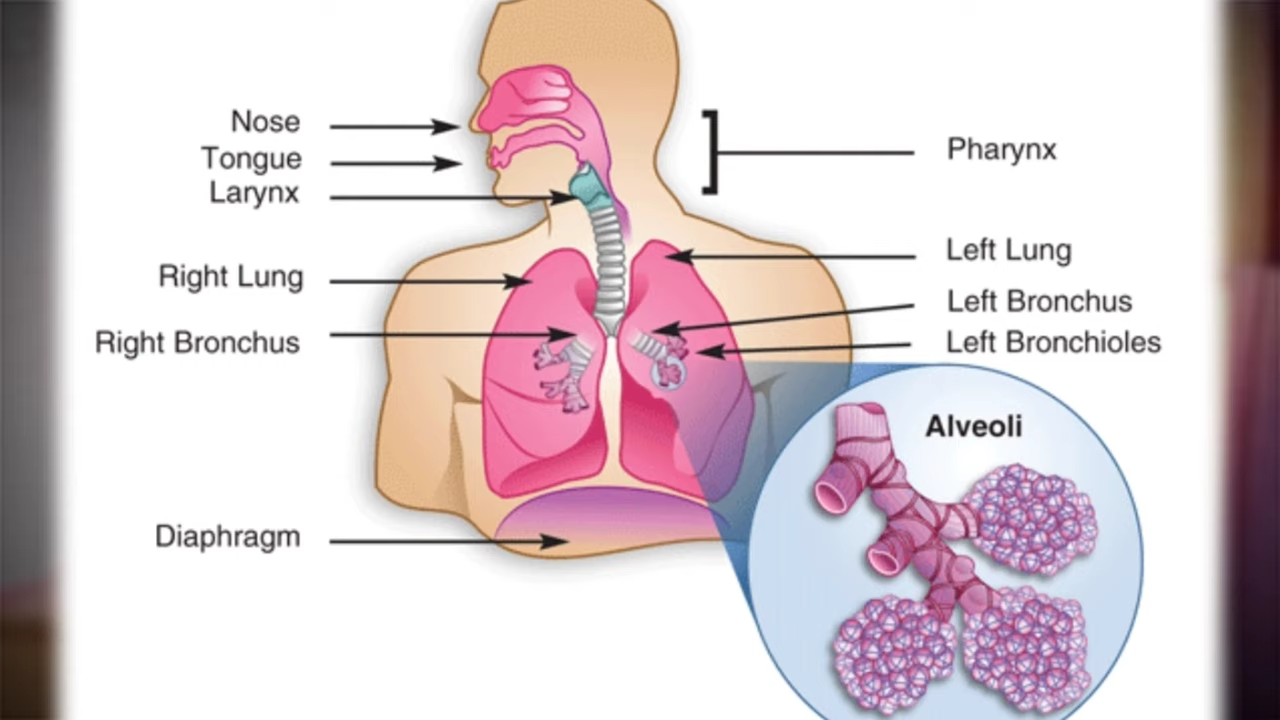 Nose
Tongue
Larynx
Right Lung
Right Bronchus
Diaphragm
Pharynx
Left Lung
Left Bronchus
Left Bronchioles
Alveoli